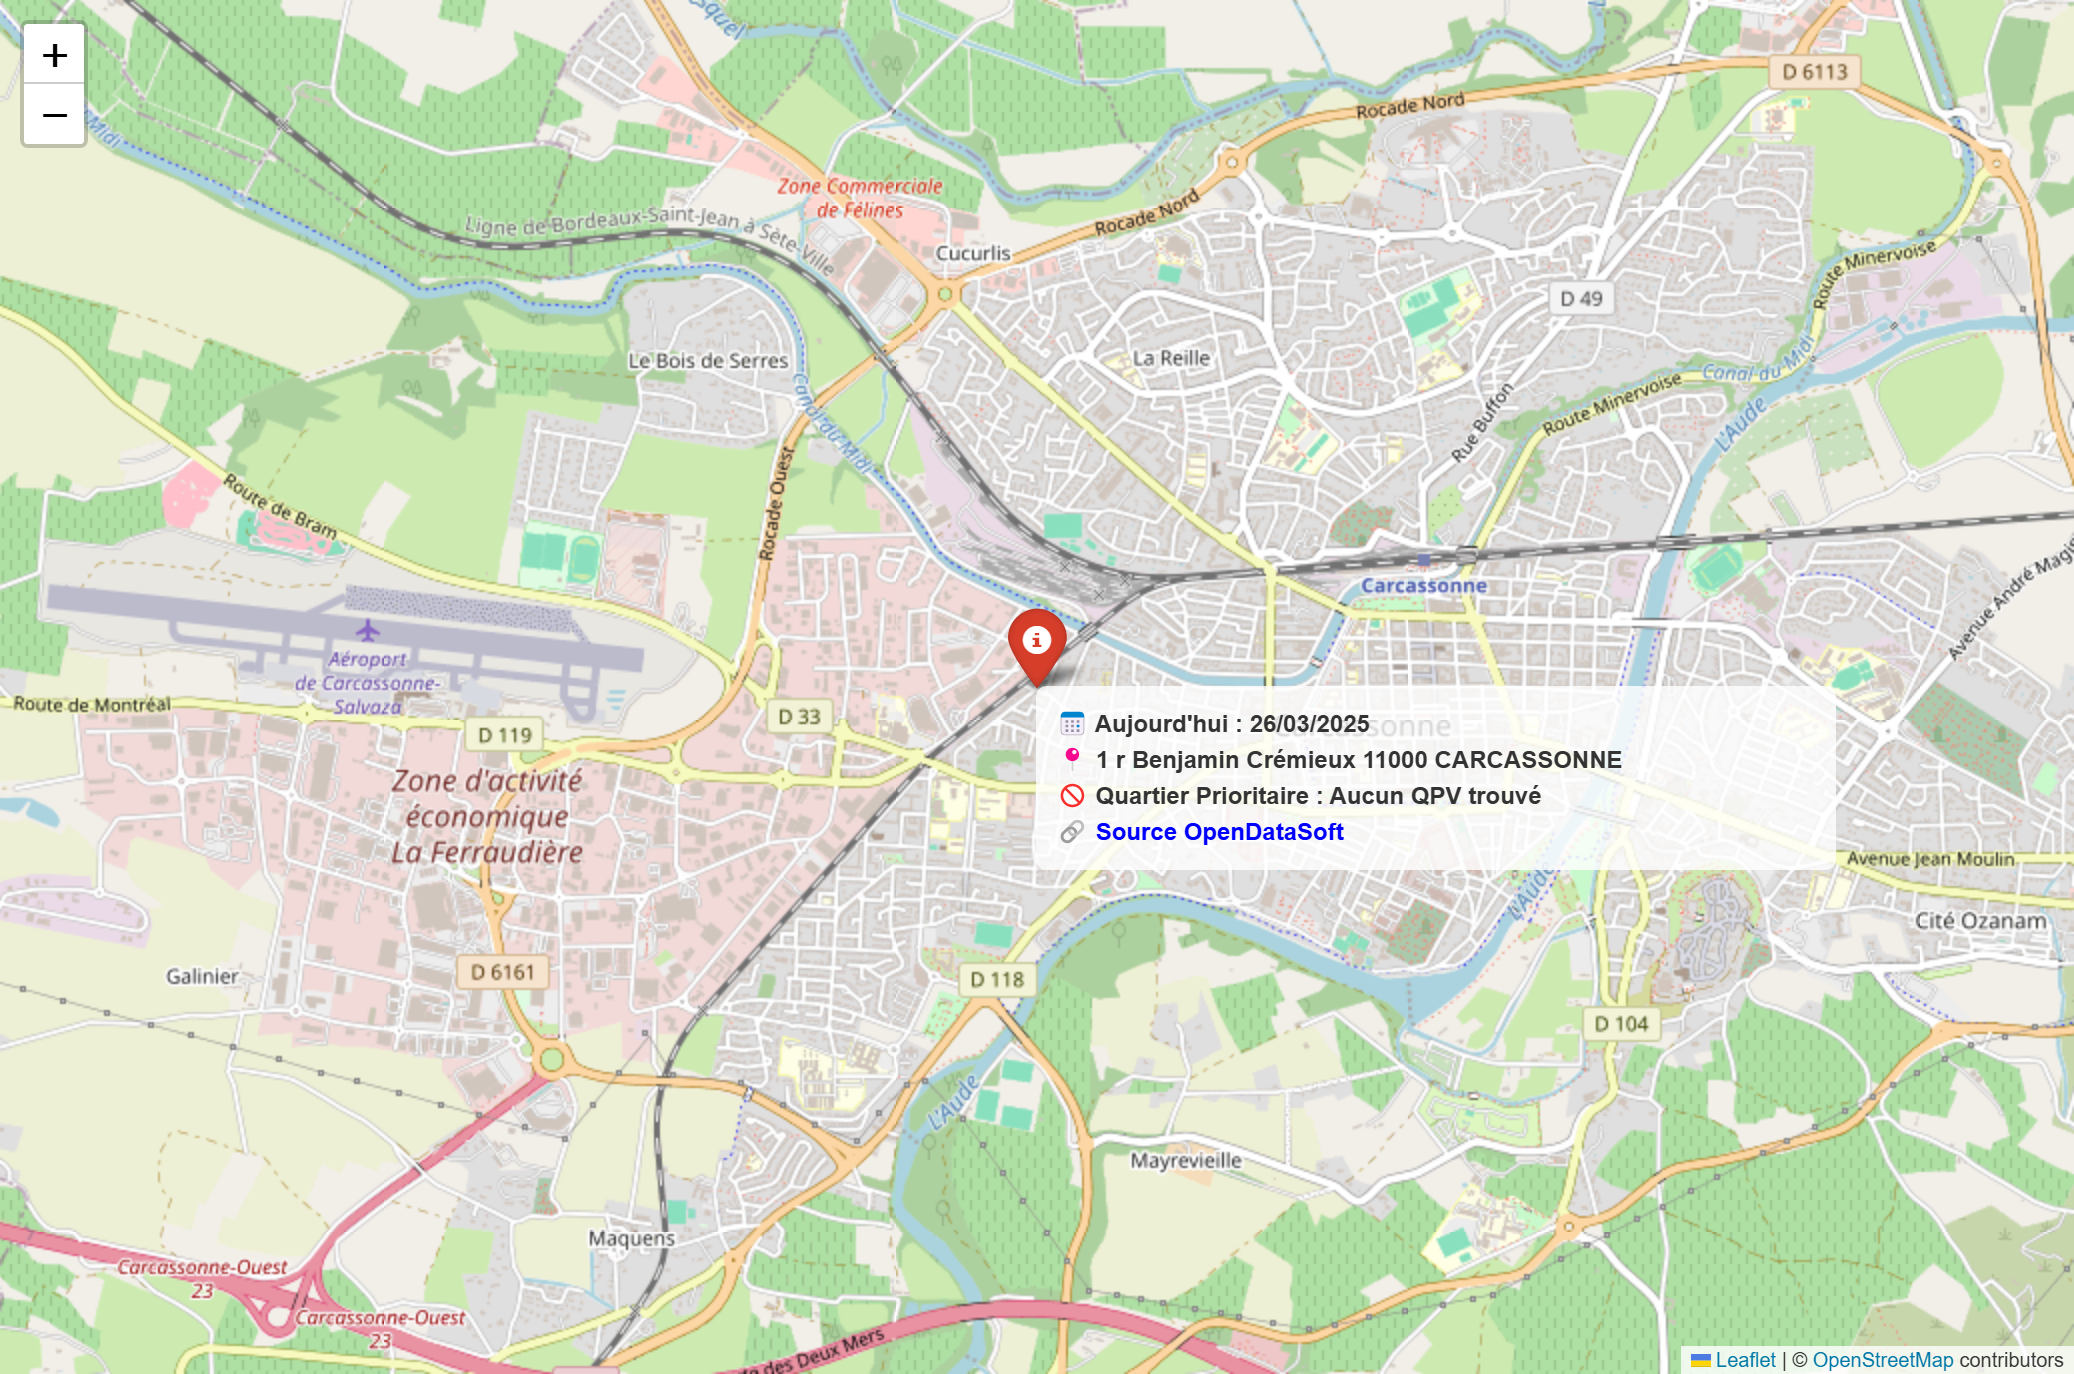 +
−
D 6113
Rocade Nord
Zone Commerciale
de Félines
Rocade Nord
Ligne de Bordeaux-Saint-Jean à Sète-Ville
Cucurlis
Route Minervoise
D 49
Le Bois de Serres
La Reille
Canal du Midi
Route Minervoise
Rue Buffon
L'Aude
Canal du Midi
Rocade Ouest
Route de Bram
Carcassonne
Avenue André Magi
Aéroport
de Carcassonne-
Salvaza
Route de Montréal
D 33
D 119
Aujourd'hui : 26/03/2025
1 r Benjamin Crémieux 11000 CARCASSONNE
Quartier Prioritaire : Aucun QPV trouvé
Source OpenDataSoft
Zone d'activité
économique
La Ferraudière
Avenue Jean Moulin
L'Aude
Cité Ozanam
Galinier
D 6161
D 118
D 104
L'Aude
Mayrevieille
Maquens
Carcassonne-Ouest
23
Carcassonne-Ouest
23
des Deux Mers
Leaflet | © OpenStreetMap contributors